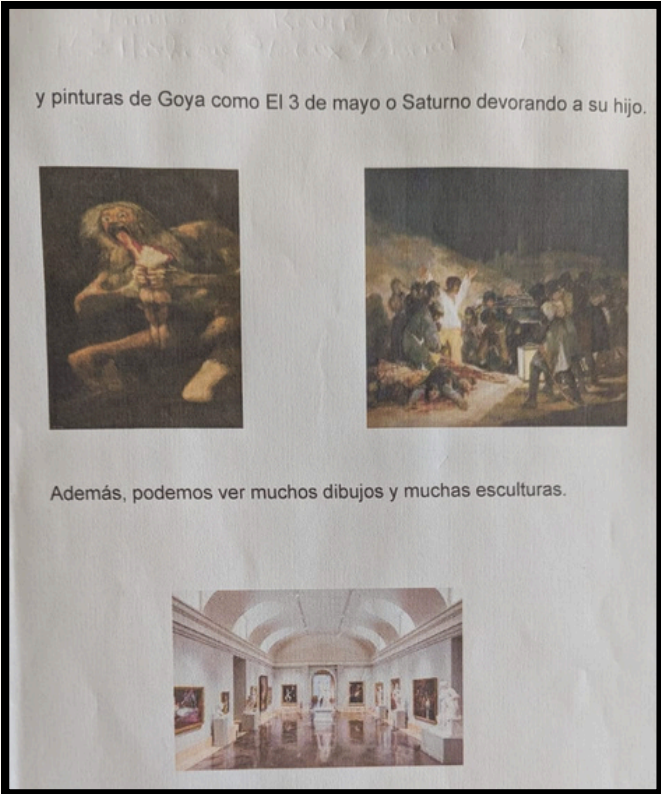 y pinturas de Goya como El 3 de mayo o Saturno devorando a su hijo.
Además, podemos ver muchos dibujos y muchas esculturas.